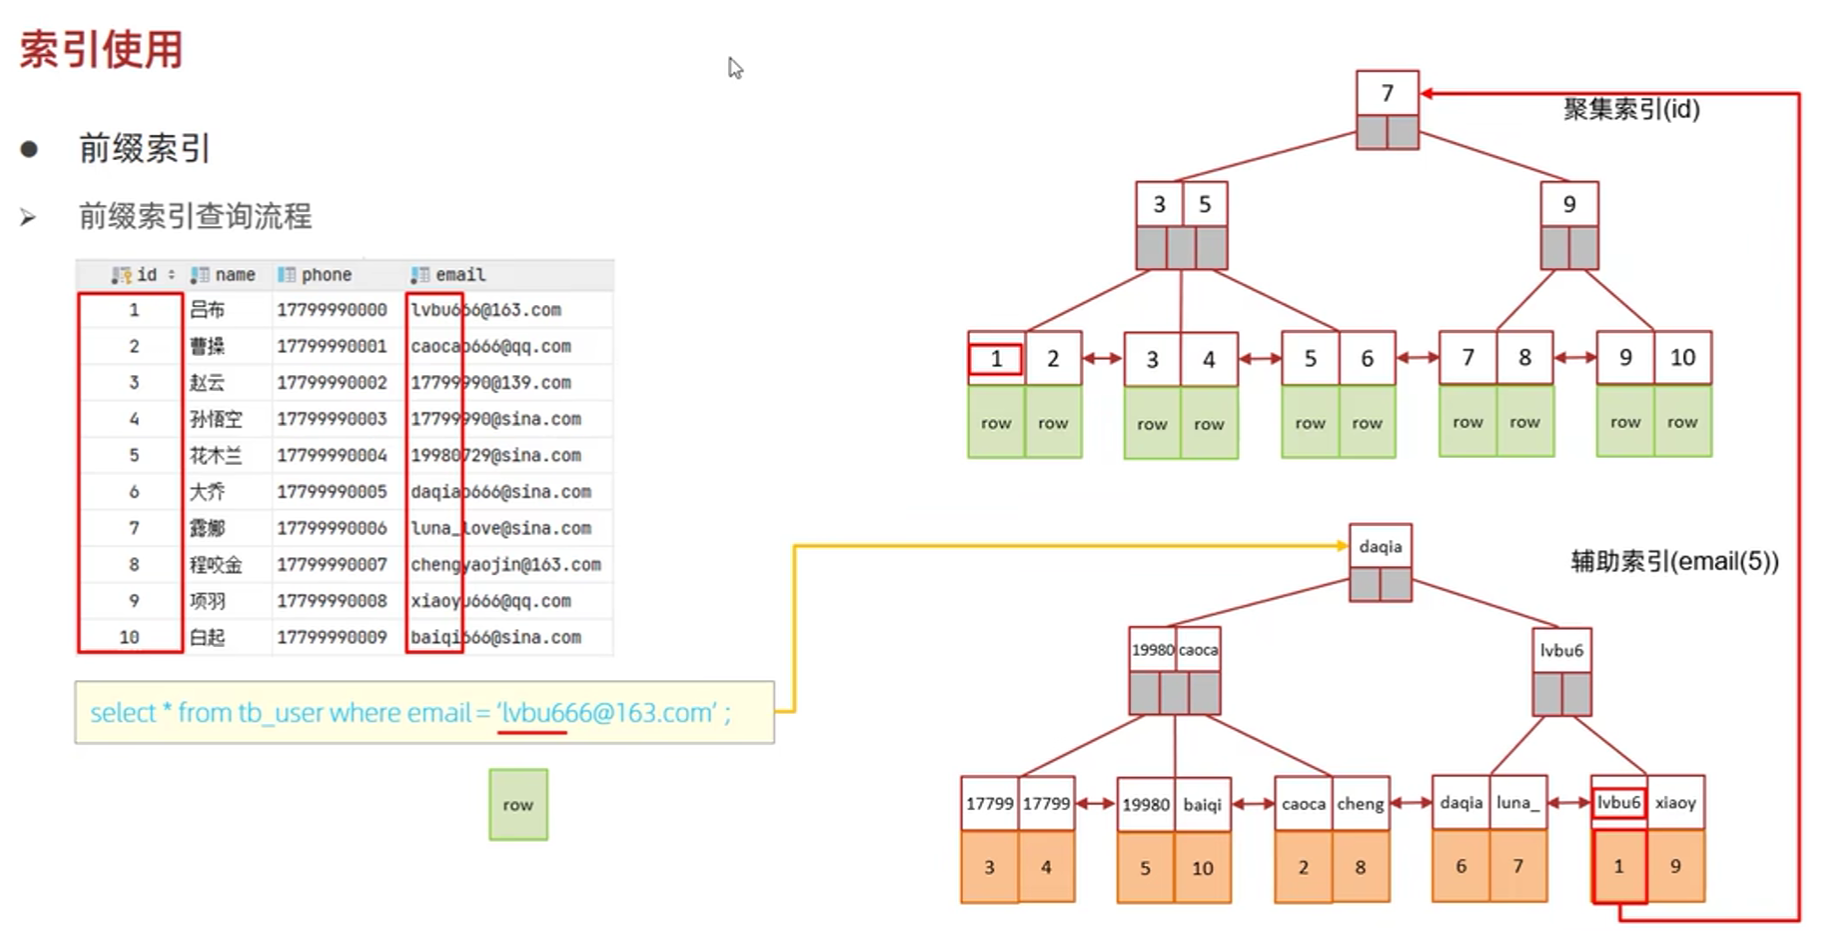 索引使用
前缀索引
前缀索引查询流程
id name phone email
1 吕布 17799990000 lvbu666@163.com
2 曹操 17799990001 caocao666@qq.com
3 赵云 17799990002 17799990@139.com
4 孙悟空 17799990003 17799990@sina.com
5 花木兰 17799990004 19980729@sina.com
6 大乔 17799990005 daqiao666@sina.com
7 露娜 17799990006 luna_love@sina.com
8 程咬金 17799990007 chengyaojin@163.com
9 项羽 17799990008 xiaoyu666@qq.com
10 白起 17799990009 baiqi666@sina.com
select * from tb_user where email = ‘lvbu666@163.com’ ;
row
7
聚集索引(id)
3 5 9
1 2 3 4 5 6 7 8 9 10
row row row row row row row row row row
daqia
辅助索引(email(5))
19980 caoca lvbu6
17799 17799 19980 baiqi caoca cheng daqia luna_ lvbu6 xiaoy
3 4 5 10 2 8 6 7 1 9